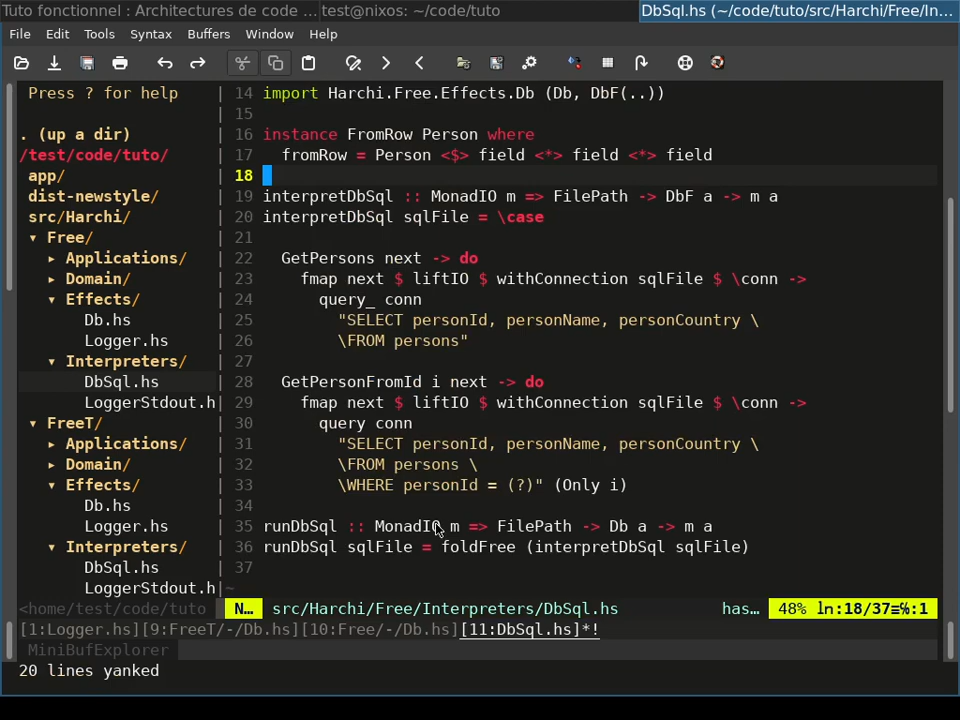 Tuto fonctionnel : Architectures de code ...
test@nixos: ~/code/tuto
DbSql.hs (~/code/tuto/src/Harchi/Free/In...
File Edit Tools Syntax Buffers Window Help
Press ? for help
. (up a dir)
/test/code/tuto/
app/
dist-newstyle/
src/Harchi/
▾ Free/
▸ Applications/
▸ Domain/
▾ Effects/
Db.hs
Logger.hs
▾ Interpreters/
DbSql.hs
LoggerStdout.h
▾ FreeT/
▸ Applications/
▸ Domain/
▾ Effects/
Db.hs
Logger.hs
▾ Interpreters/
DbSql.hs
LoggerStdout.h
14 import Harchi.Free.Effects.Db (Db, DbF(..))
15
16 instance FromRow Person where
17   fromRow = Person <$> field <*> field <*> field
18
19 interpretDbSql :: MonadIO m => FilePath -> DbF a -> m a
20 interpretDbSql sqlFile = \case
21
22   GetPersons next -> do
23     fmap next $ liftIO $ withConnection sqlFile $ \conn ->
24       query_ conn
25         "SELECT personId, personName, personCountry \
26         \FROM persons"
27
28   GetPersonFromId i next -> do
29     fmap next $ liftIO $ withConnection sqlFile $ \conn ->
30       query conn
31         "SELECT personId, personName, personCountry \
32         \FROM persons \
33         \WHERE personId = (?)" (Only i)
34
35 runDbSql :: MonadIO m => FilePath -> Db a -> m a
36 runDbSql sqlFile = foldFree (interpretDbSql sqlFile)
37
~
<home/test/code/tuto N… src/Harchi/Free/Interpreters/DbSql.hs has… 48% ln:18/37≡℅:1
[1:Logger.hs][9:FreeT/-/Db.hs][10:Free/-/Db.hs][11:DbSql.hs]*!
MiniBufExplorer
20 lines yanked